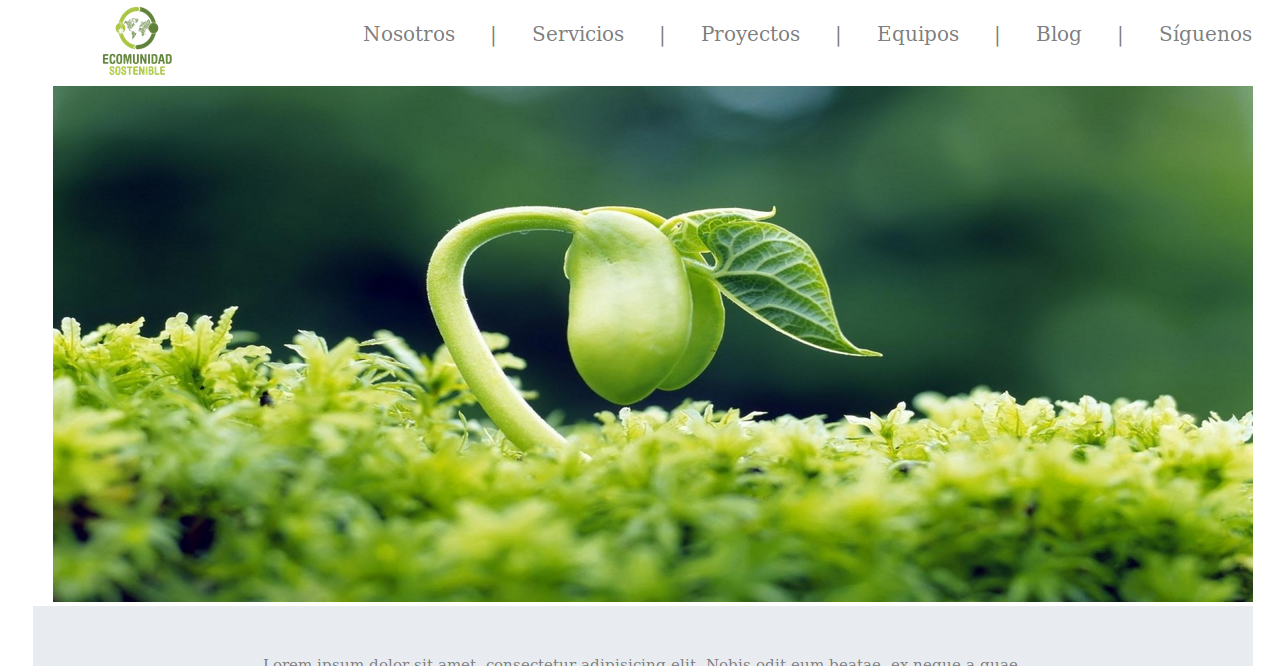 ECOMUNIDAD
SOSTENIBLE
Nosotros | Servicios | Proyectos | Equipos | Blog | Síguenos
Lorem ipsum dolor sit amet, consectetur adipisicing elit. Nobis odit eum beatae, ex neque a quae